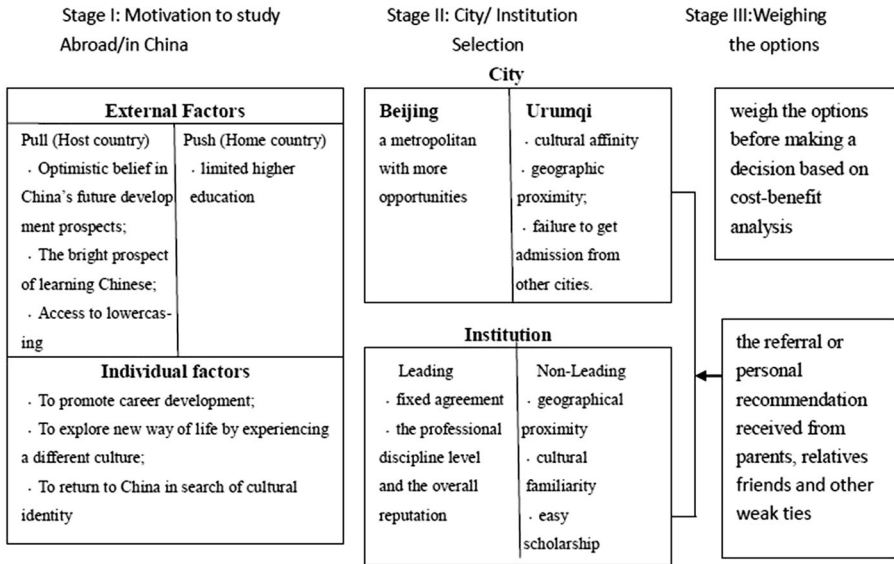 Stage I: Motivation to study
Abroad/in China
Stage II: City/ Institution
Selection
Stage III:Weighing
the options
External Factors
Pull (Host country)
· Optimistic belief in
China's future develop
ment prospects;
· The bright prospect
of learning Chinese;
· Access to lowercas-
ing
Push (Home country)
· limited higher
education
Individual factors
· To promote career development;
· To explore new way of life by experiencing
a different culture;
· To return to China in search of cultural
identity
City
Beijing
a metropolitan
with more
opportunities
Urumqi
· cultural affinity
· geographic
proximity;
· failure to get
admission from
other cities.
Institution
Leading
· fixed agreement
· the professional
discipline level
and the overall
reputation
Non-Leading
· geographical
proximity
· cultural
familiarity
· easy
scholarship
weigh the options
before making a
decision based on
cost-benefit
analysis
the referral or
personal
recommendation
received from
parents, relatives
friends and other
weak ties